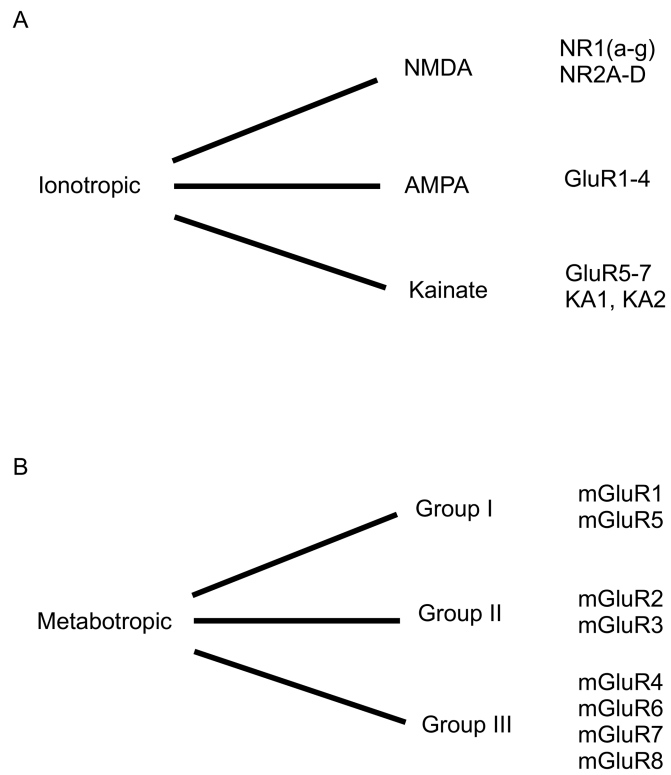 A
NMDA
NR1(a-g)
NR2A-D
Ionotropic
AMPA
GluR1-4
Kainate
GluR5-7
KA1, KA2
B
Group I
mGluR1
mGluR5
Metabotropic
Group II
mGluR2
mGluR3
Group III
mGluR4
mGluR6
mGluR7
mGluR8